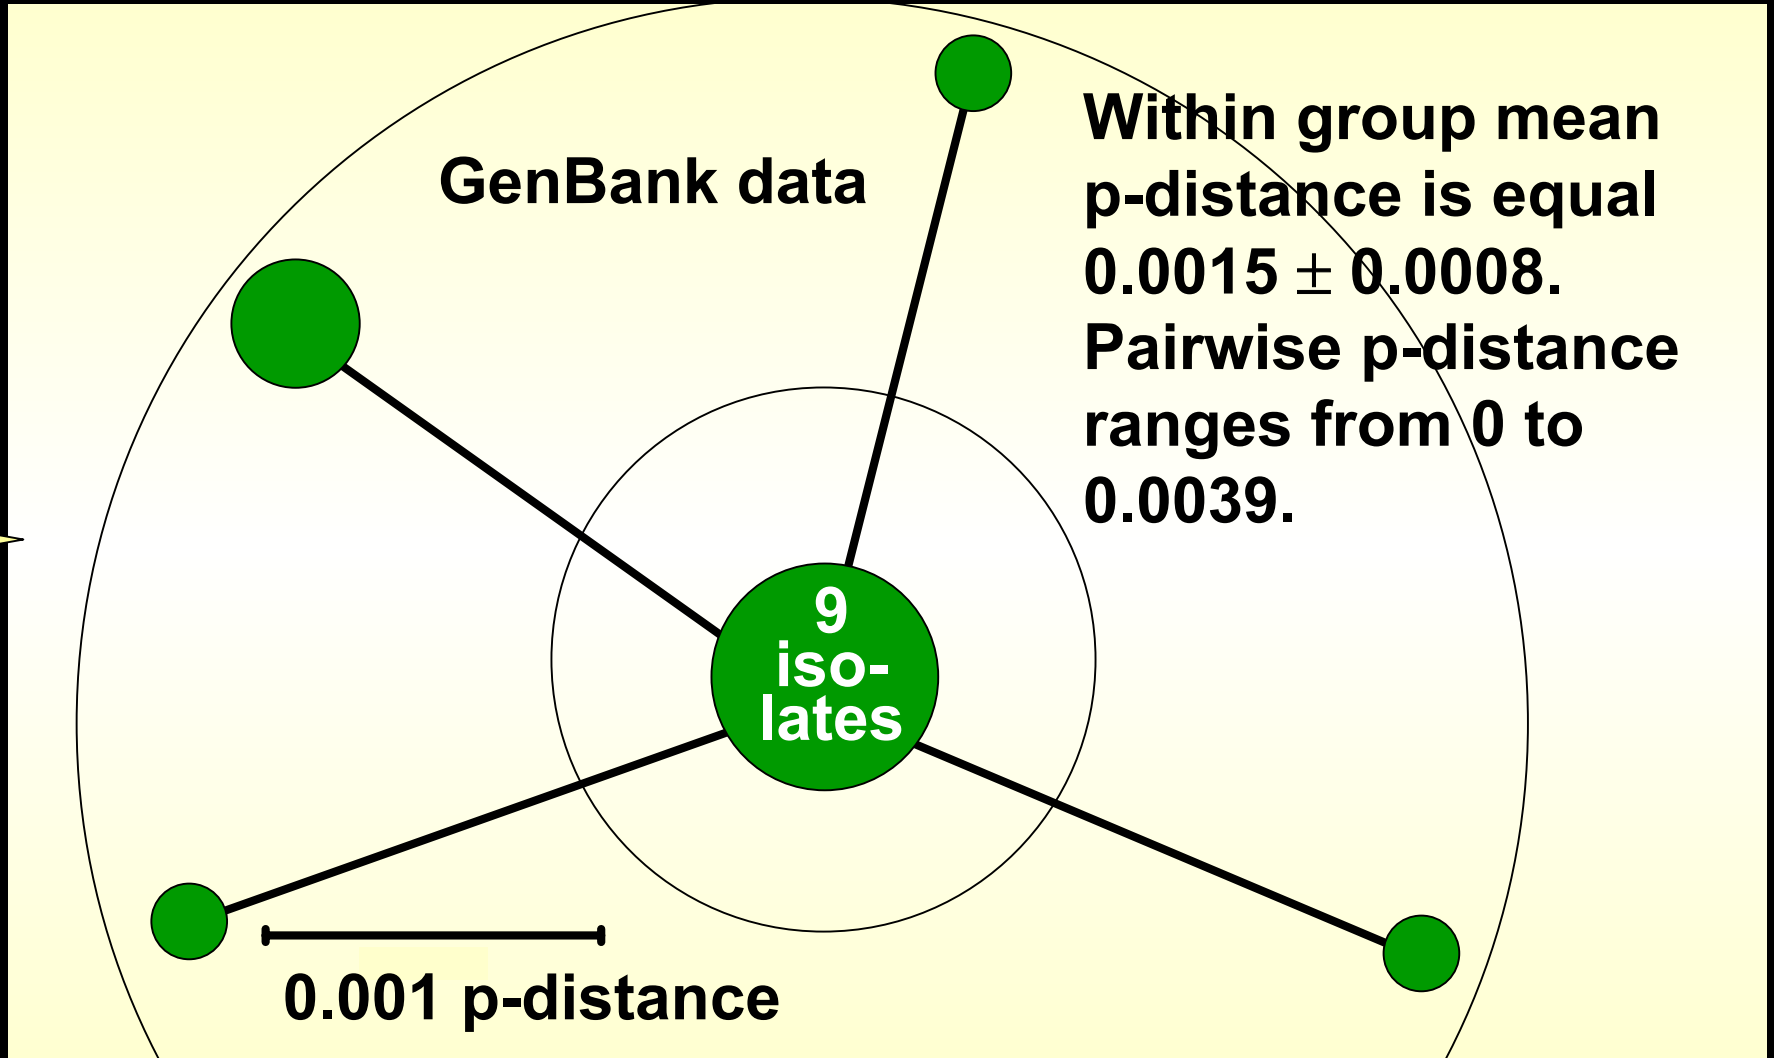 GenBank data
Within group mean
p-distance is equal
0.0015 ± 0.0008.
Pairwise p-distance
ranges from 0 to
0.0039.
9
iso-
lates
0.001 p-distance